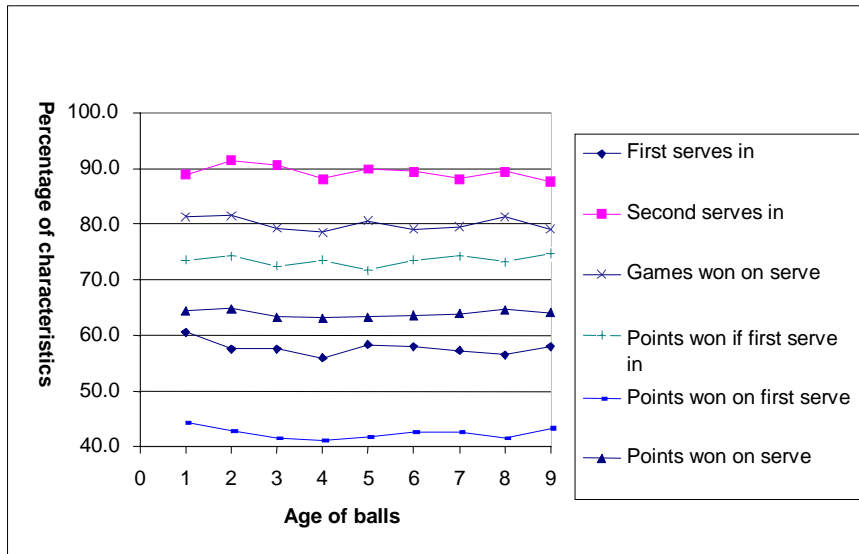 Percentage of characteristics
100.0
90.0
80.0
70.0
60.0
50.0
40.0
0 1 2 3 4 5 6 7 8 9
Age of balls
First serves in
Second serves in
Games won on serve
Points won if first serve
in
Points won on first serve
Points won on serve